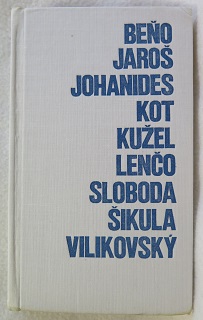 BEŇO
JAROŠ
JOHANIDES
KOT
KUŽEL
LENČO
SLOBODA
ŠIKULA
VILIKOVSKÝ